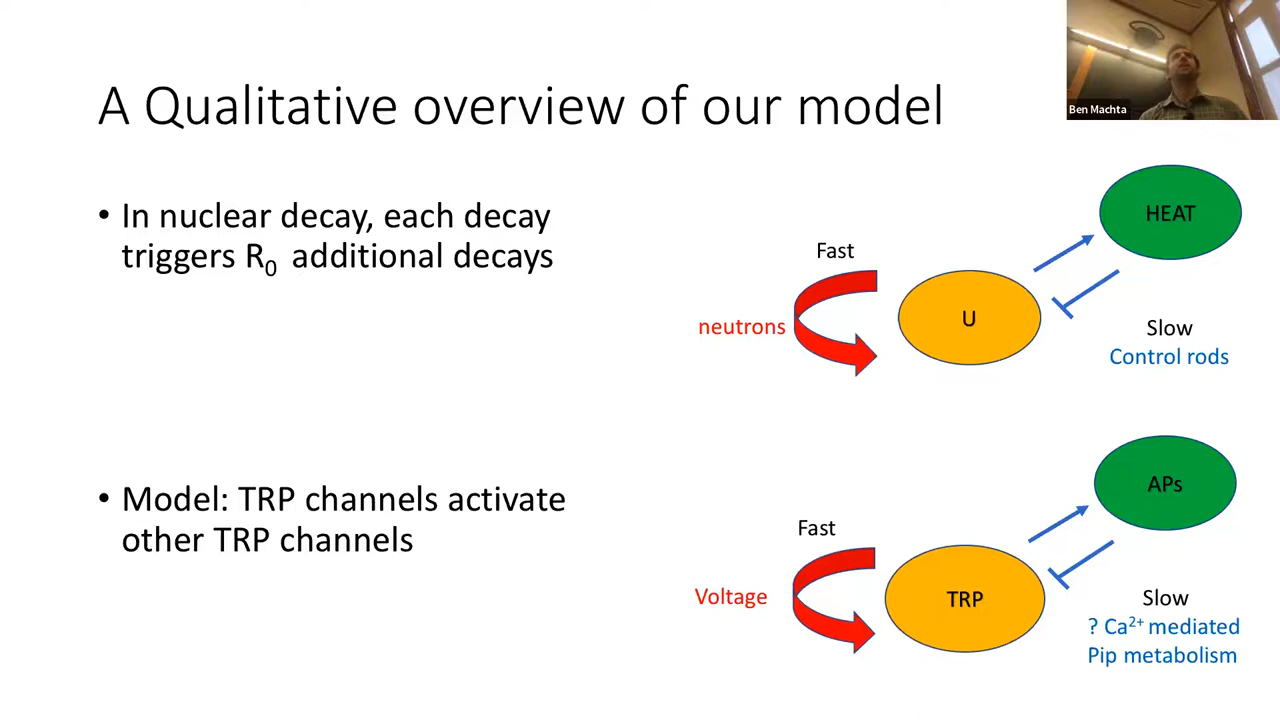 A Qualitative overview of our model
Ben Machta
• In nuclear decay, each decay
triggers R₀ additional decays
HEAT
Fast
neutrons
U
Slow
Control rods
• Model: TRP channels activate
other TRP channels
APs
Fast
Voltage
TRP
Slow
? Ca²⁺ mediated
Pip metabolism